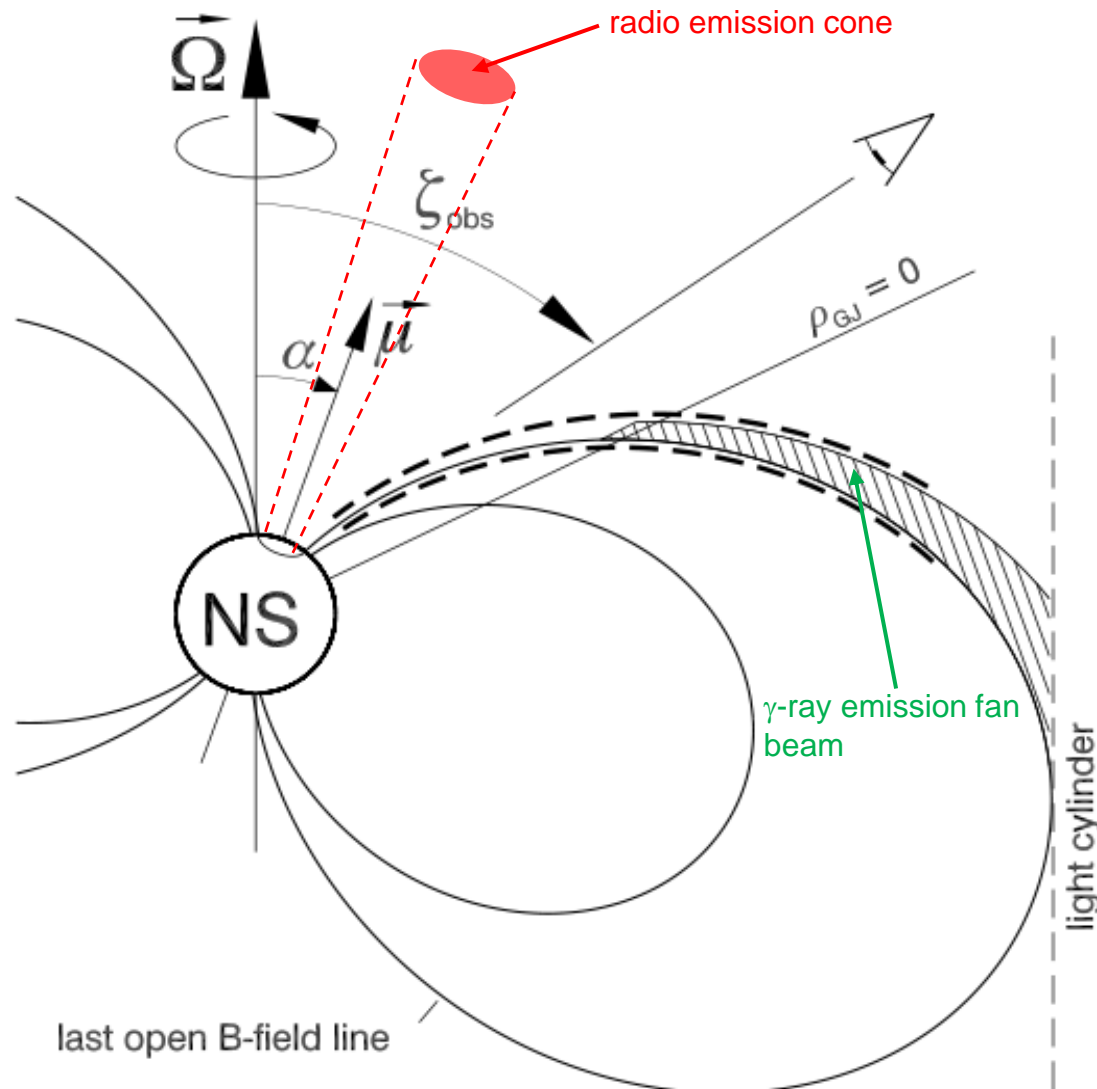 radio emission cone
Ω
ζobs
ρGJ = 0
α
μ
NS
γ-ray emission fan
beam
light cylinder
last open B-field line